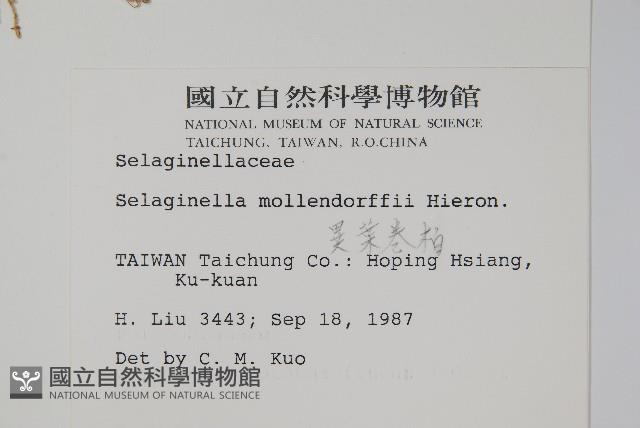 國立自然科學博物館
NATIONAL MUSEUM OF NATURAL SCIENCE
TAICHUNG, TAIWAN, R.O.CHINA
Selaginellaceae
Selaginella mollendorffii Hieron.
異葉卷柏
TAIWAN Taichung Co.: Hoping Hsiang,
Ku-kuan
H. Liu 3443; Sep 18, 1987
Det by C. M. Kuo
國立自然科學博物館
NATIONAL MUSEUM OF NATURAL SCIENCE